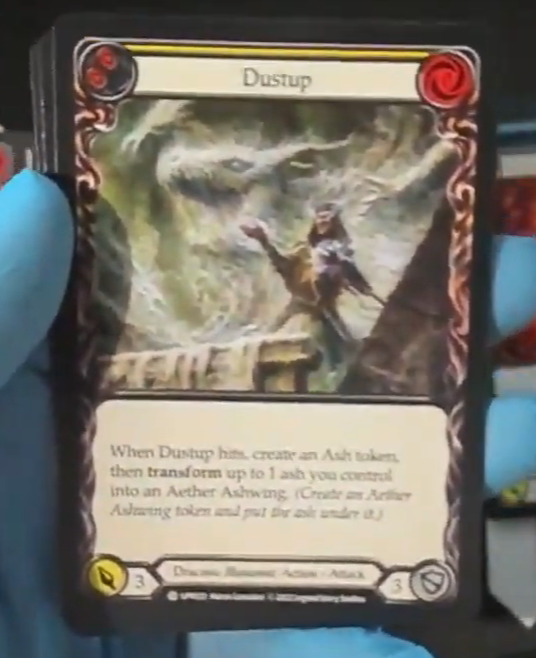 Dustup
When Dustup hits, create an Ash token,
then transform up to 1 ash you control
into an Aether Ashwing. (Create an Aether
Ashwing token and put the ash under it.)
3
Draconic Illusionist Action - Attack
3